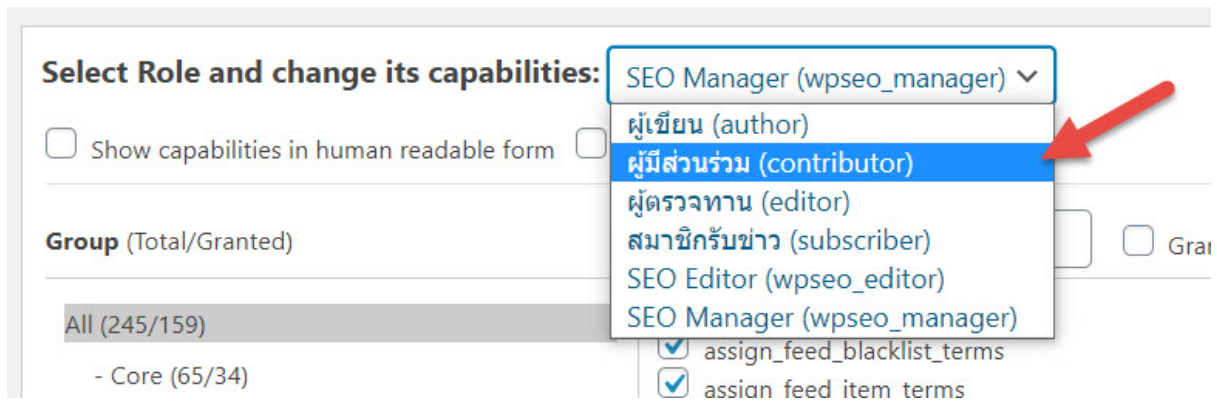 Select Role and change its capabilities: SEO Manager (wpseo_manager)
ผู้เขียน (author)
Show capabilities in human readable form
ผู้มีส่วนร่วม (contributor)
ผู้ตรวจทาน (editor)
Group (Total/Granted)
สมาชิกรับข่าว (subscriber)
SEO Editor (wpseo_editor)
SEO Manager (wpseo_manager)
All (245/159)
assign_feed_blacklist_terms
- Core (65/34)
assign_feed_item_terms